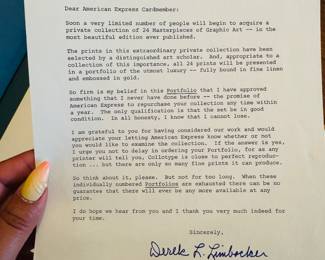 Dear American Express Cardmember:
Soon a very limited number of people will begin to acquire a
private collection of 24 Masterpieces of Graphic Art -- in the
most beautiful edition ever published.
The prints in this extraordinary private collection have been
selected by a distinguished art scholar. And, appropriate to a
collection of this importance, all 24 prints will be presented
in a portfolio of the utmost luxury -- fully bound in fine linen
and embossed in gold.
So firm is my belief in this Portfolio that I have approved
something that I never have done before -- the promise of
American Express to repurchase your collection any time within
a year. The only qualification is that the set be in good
condition. In all honesty, I know that I cannot lose.
I am grateful to you for having considered our work and would
appreciate your letting American Express know whether or not
you would like to examine the collection. If the answer is yes,
I urge you not to delay in ordering your Portfolio, for as any
printer will tell you, Collotype is close to perfect reproduc-
tion ... but there are only so many fine prints it can produce.
So think about it, please. But not for too long. When these
individually numbered Portfolios are exhausted there can be no
guarantee that there will ever be any more available at any
price.
I do hope we hear from you and I thank you very much indeed for
your time.
Sincerely,
Derek L. Limbocker